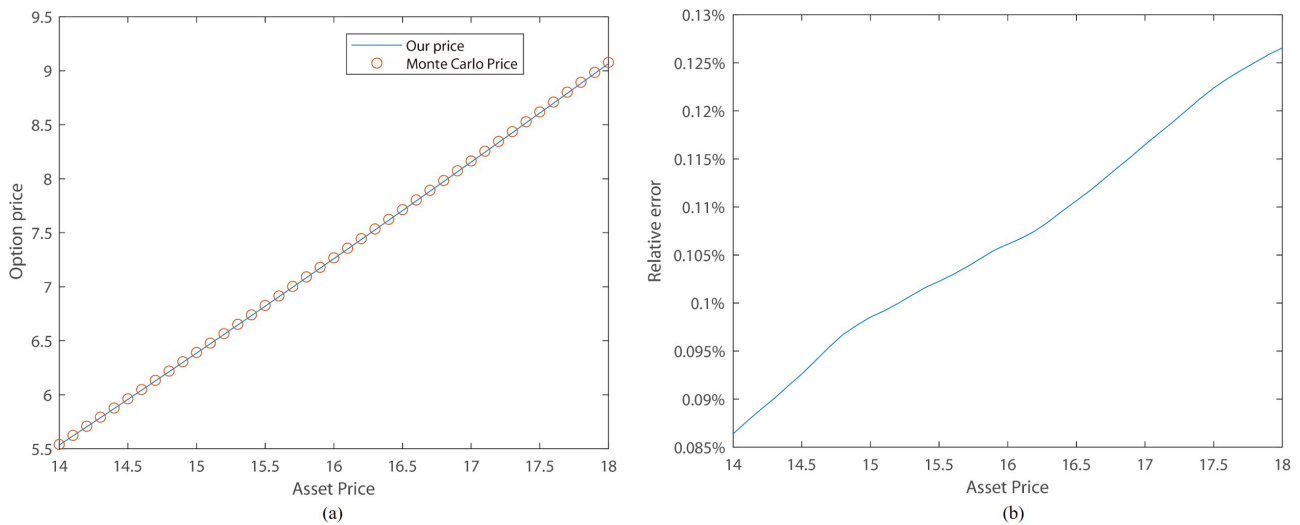 9.5
9
8.5
8
7.5
7
6.5
6
5.5
Option price
Our price
Monte Carlo Price
14 14.5 15 15.5 16 16.5 17 17.5 18
Asset Price
(a)
0.13%
0.125%
0.12%
0.115%
0.11%
0.105%
0.1%
0.095%
0.09%
0.085%
Relative error
14 14.5 15 15.5 16 16.5 17 17.5 18
Asset Price
(b)